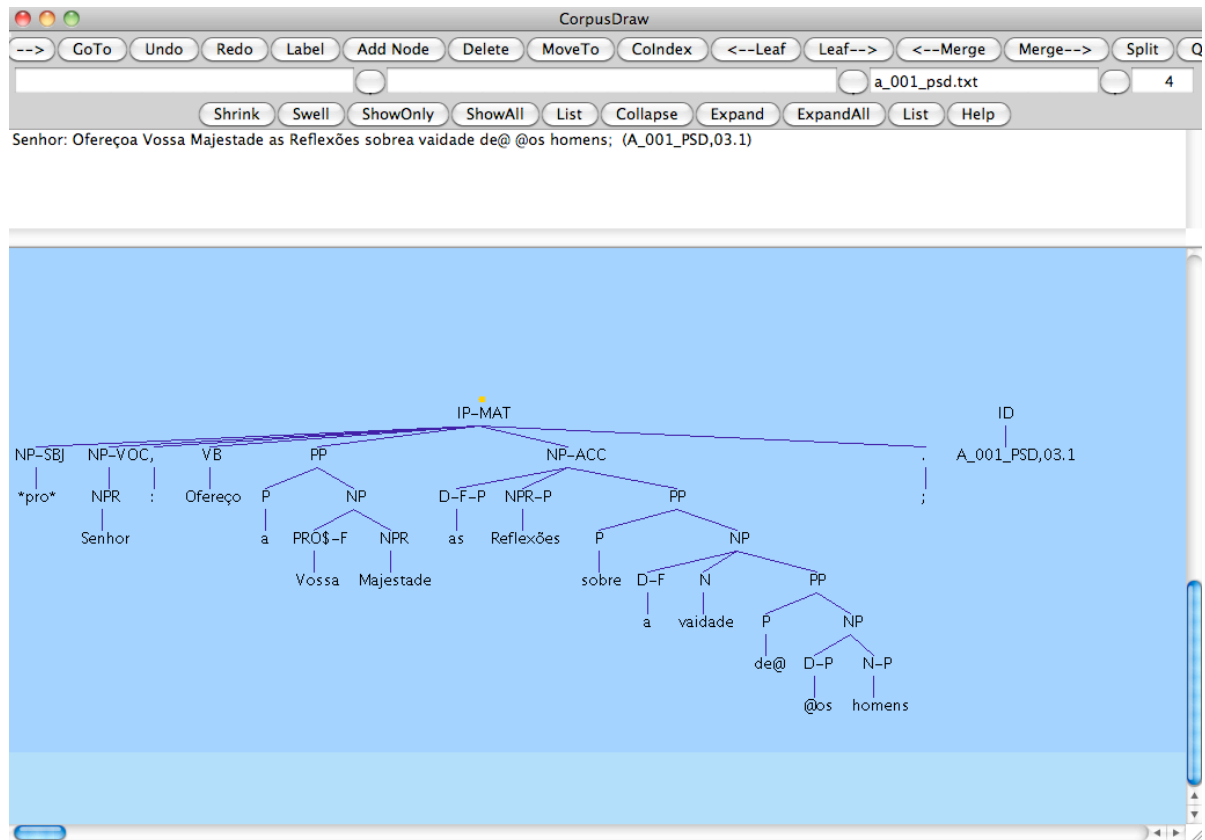 CorpusDraw
--> GoTo Undo Redo Label Add Node Delete MoveTo CoIndex <--Leaf Leaf--> <--Merge Merge--> Split Q
a_001_psd.txt 4
Shrink Swell ShowOnly ShowAll List Collapse Expand ExpandAll List Help
Senhor: Ofereçoa Vossa Majestade as Reflexões sobrea vaidade de@ @os homens; (A_001_PSD,03.1)
IP-MAT ID
NP-SBJ NP-VOC, VB PP NP-ACC . A_001_PSD,03.1
*pro* NPR : Ofereço P NP D-F-P NPR-P PP ;
Senhor a PRO$-F NPR as Reflexões P NP
Vossa Majestade sobre D-F N PP
a vaidade P NP
de@ D-P N-P
@os homens